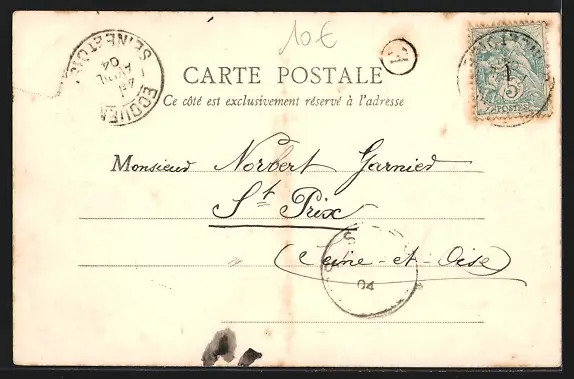 10€
E
ECOUEN
SEINE ET OISE
AVRIL
04
5
POSTES
CARTE POSTALE
Ce côté est exclusivement réservé à l'adresse
Monsieur Norbert Garnier
St Prix
(Seine-et-Oise)
04